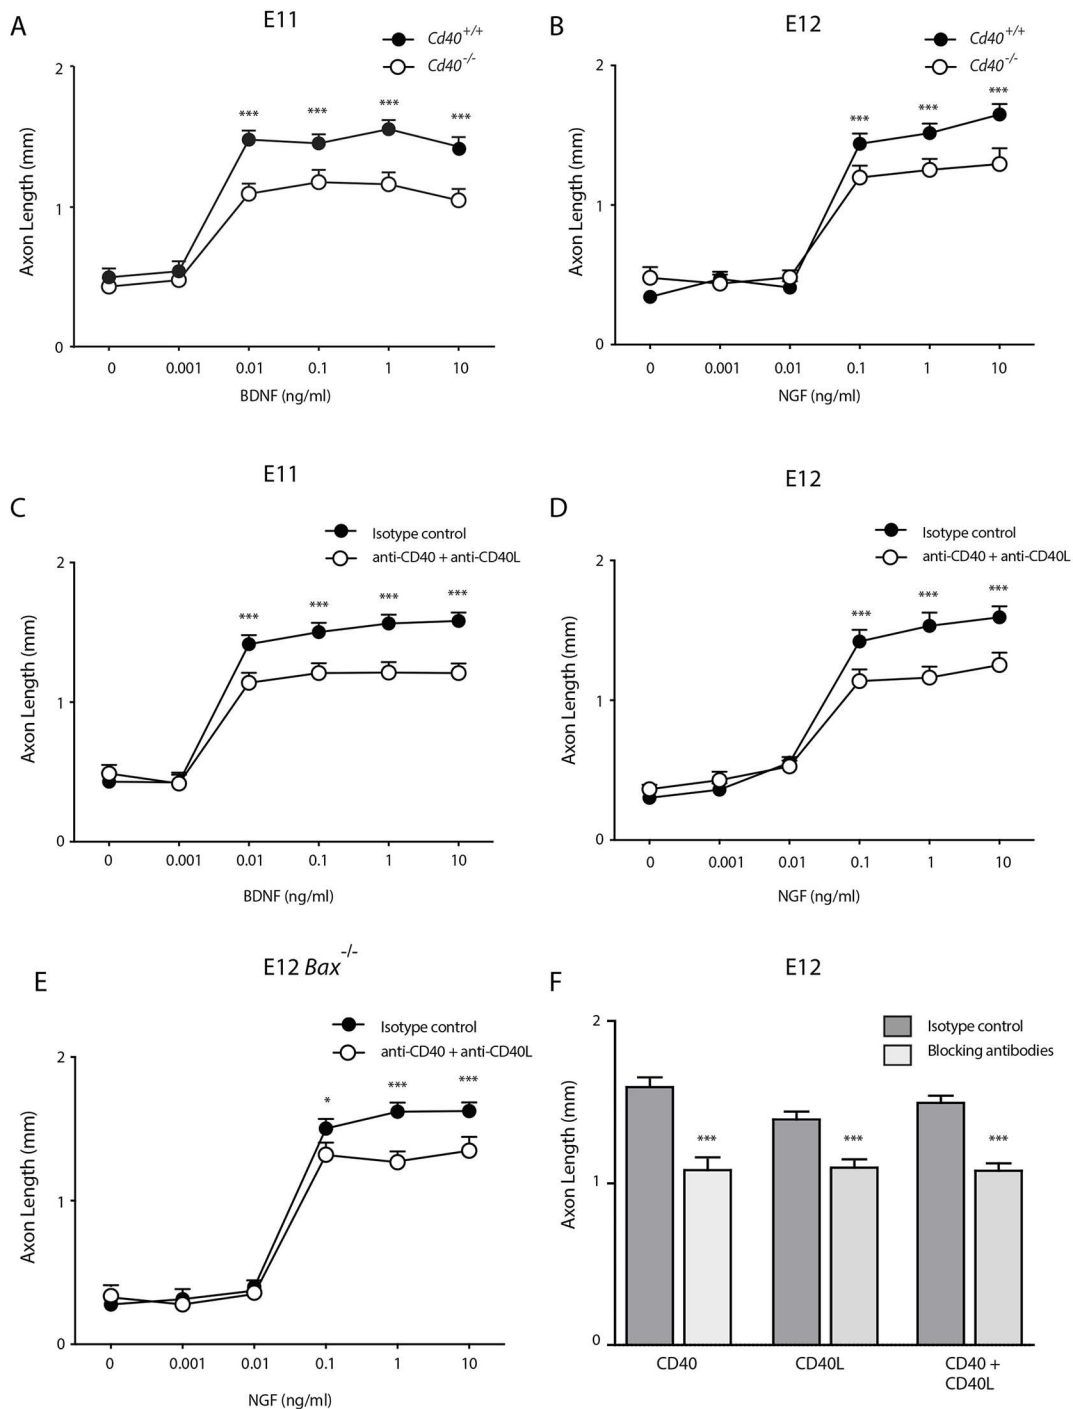 A
E11
Cd40+/+
Cd40-/-
2
1
0
Axon Length (mm)
***
***
***
***
0 0.001 0.01 0.1 1 10
BDNF (ng/ml)
B
E12
Cd40+/+
Cd40-/-
2
1
0
Axon Length (mm)
***
***
***
0 0.001 0.01 0.1 1 10
NGF (ng/ml)
C
E11
Isotype control
anti-CD40 + anti-CD40L
2
1
0
Axon Length (mm)
***
***
***
***
0 0.001 0.01 0.1 1 10
BDNF (ng/ml)
D
E12
Isotype control
anti-CD40 + anti-CD40L
2
1
0
Axon Length (mm)
***
***
***
0 0.001 0.01 0.1 1 10
NGF (ng/ml)
E
E12 Bax-/-
Isotype control
anti-CD40 + anti-CD40L
2
1
0
Axon Length (mm)
*
***
***
0 0.001 0.01 0.1 1 10
NGF (ng/ml)
F
E12
Isotype control
Blocking antibodies
2
1
0
Axon Length (mm)
***
***
***
CD40 CD40L CD40 +
CD40L